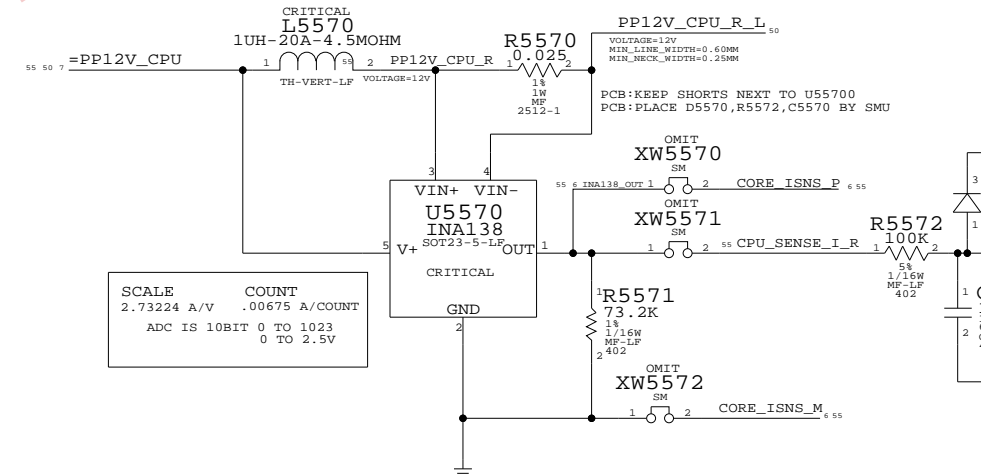 CRITICAL
L5570
1UH-20A-4.5MOHM
PP12V_CPU_R_L
50
VOLTAGE=12V
MIN_LINE_WIDTH=0.60MM
MIN_NECK_WIDTH=0.25MM
R5570
0.025
55 50 7 =PP12V_CPU
1 55 2
PP12V_CPU_R
1 2
TH-VERT-LF
VOLTAGE=12V
1%
1W
MF
2512-1
PCB:KEEP SHORTS NEXT TO U55700
PCB:PLACE D5570,R5572,C5570 BY SMU
OMIT
XW5570
SM
3 4
55 6 INA138_OUT 1 2 CORE_ISNS_P 6 55
VIN+ VIN-
U5570
INA138
SOT23-5-LF
5 V+ OUT 1
CRITICAL
GND
2
OMIT
XW5571
SM
1 2 55 CPU_SENSE_I_R
R5572
100K
1 2
5%
1/16W
MF-LF
402
3
1
SCALE COUNT
2.73224 A/V .00675 A/COUNT
ADC IS 10BIT 0 TO 1023
0 TO 2.5V
1
R5571
73.2K
1%
1/16W
MF-LF
402
2
1
2
OMIT
XW5572
SM
1 2 CORE_ISNS_M 6 55